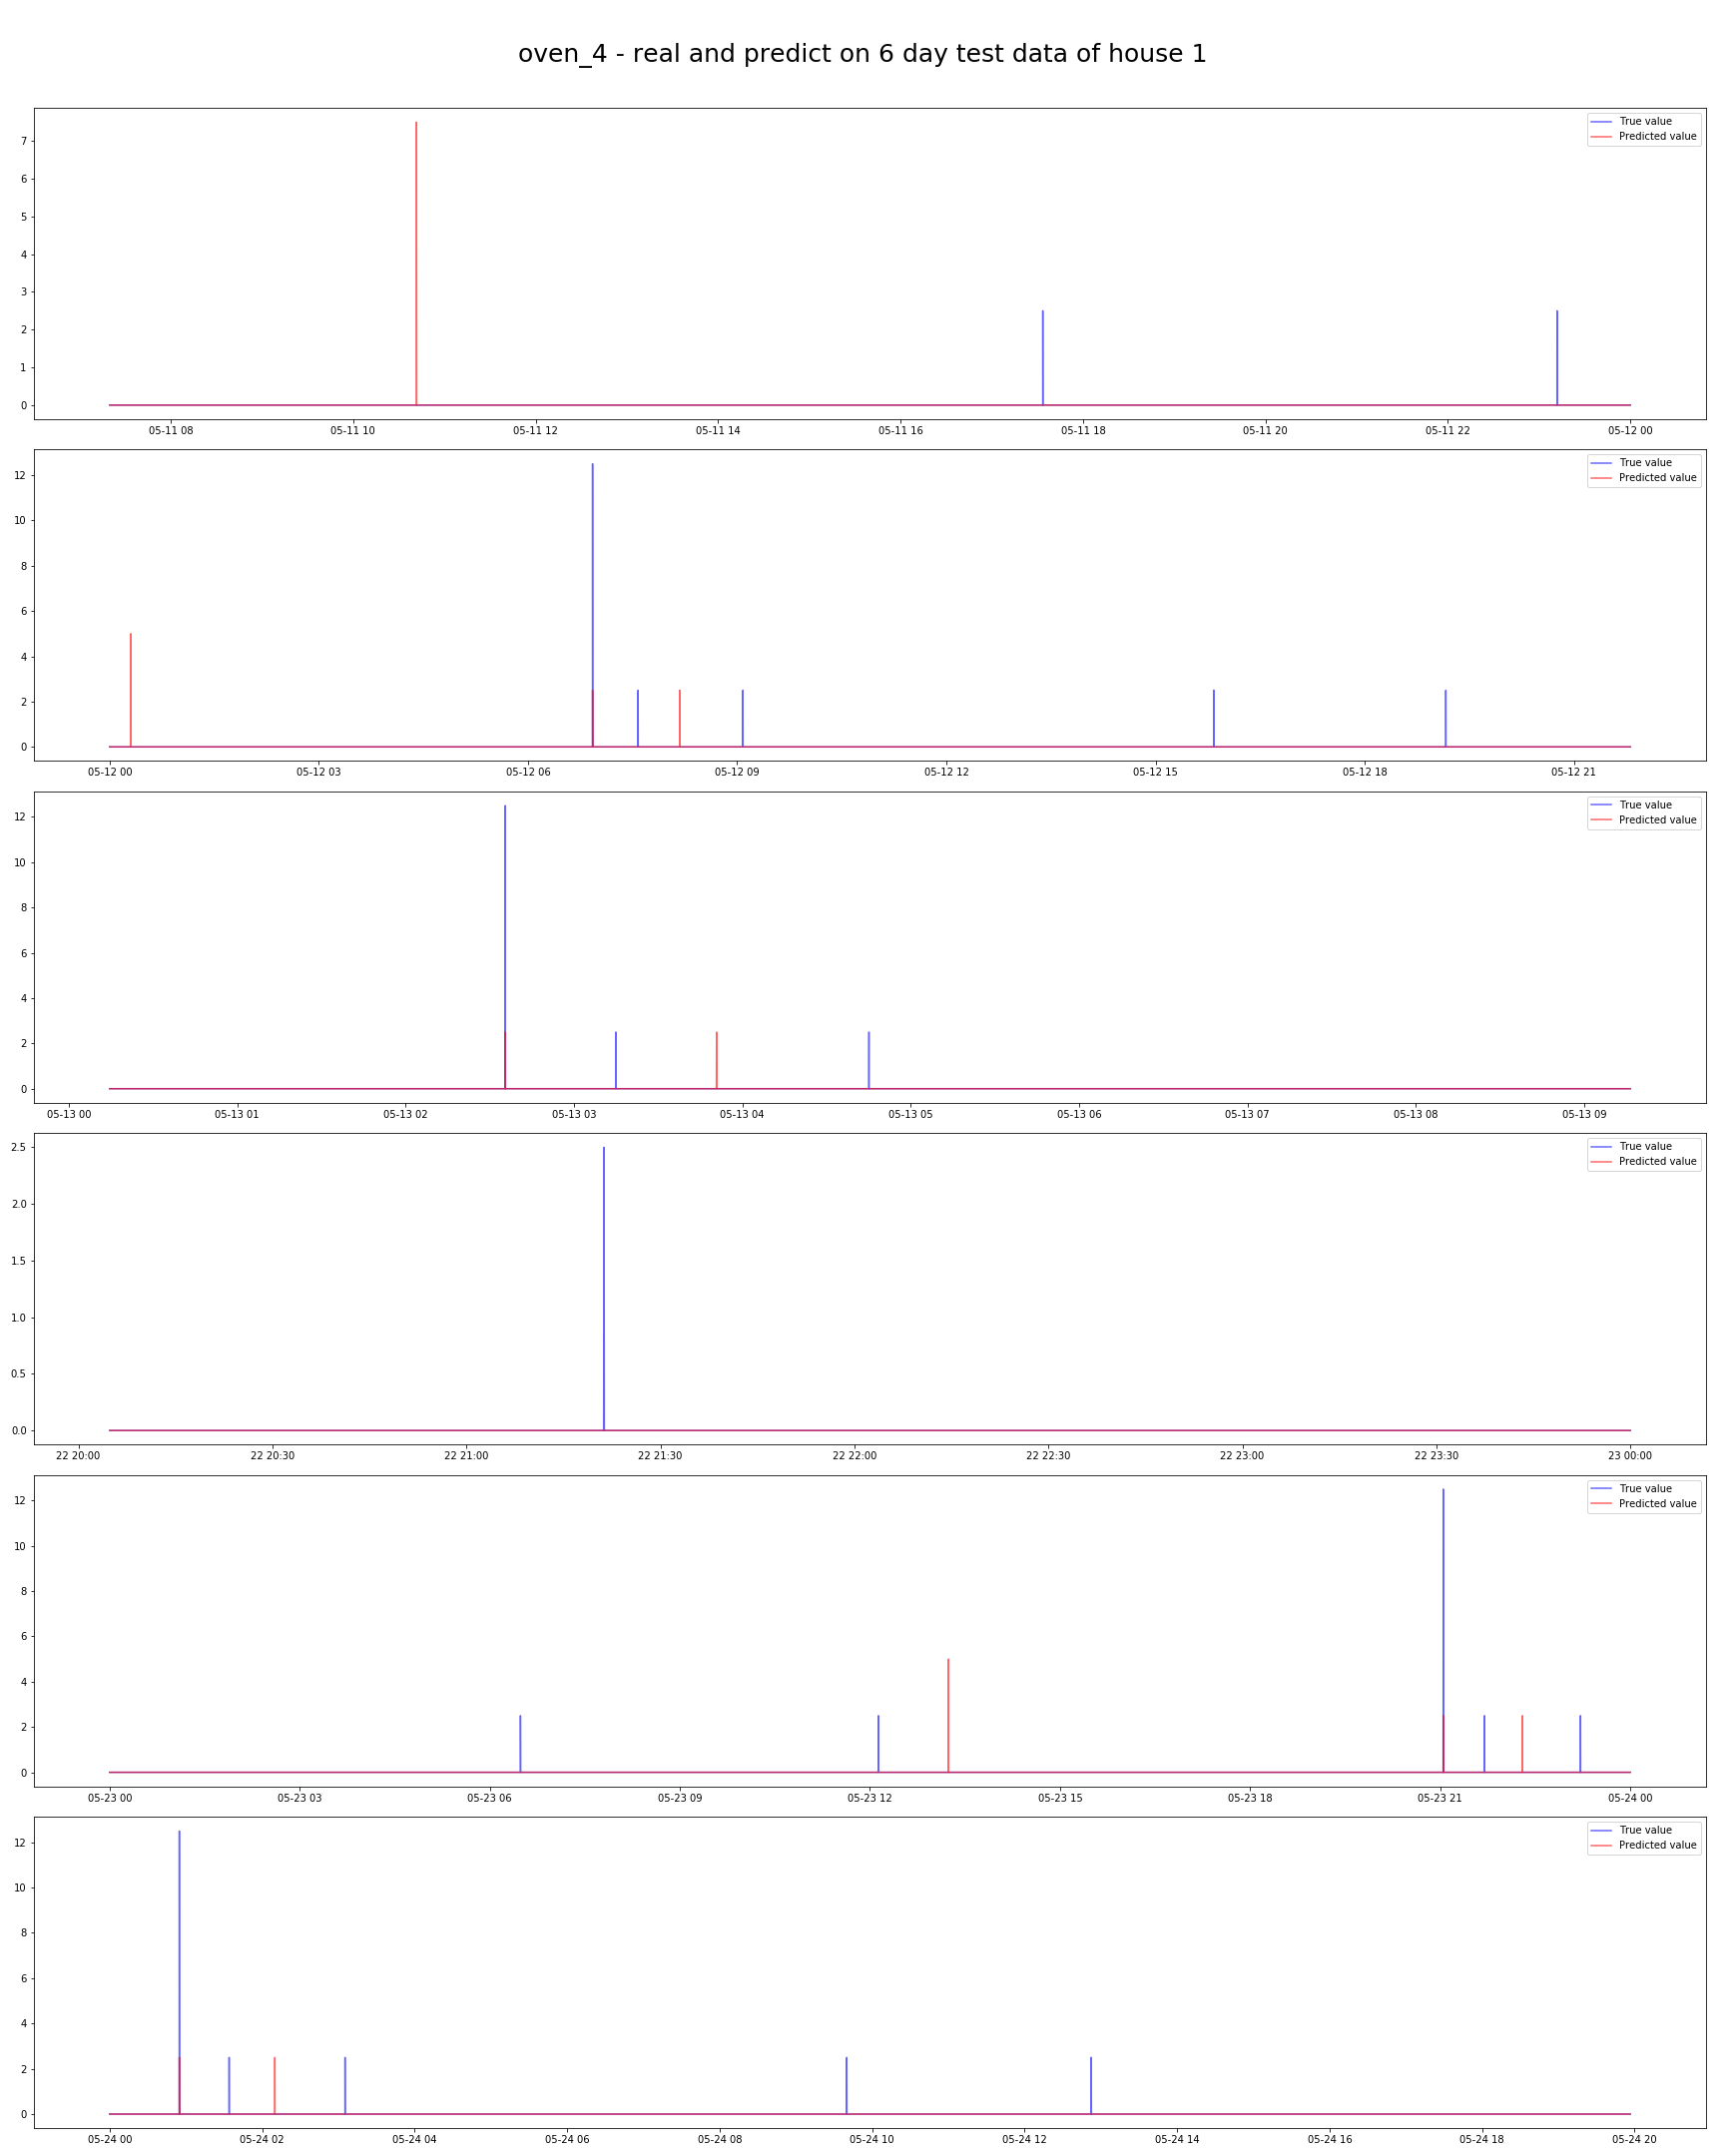 oven_4 - real and predict on 6 day test data of house 1
True value
Predicted value
7
6
5
4
3
2
1
0
05-11 08 05-11 10 05-11 12 05-11 14 05-11 16 05-11 18 05-11 20 05-11 22 05-12 00
True value
Predicted value
12
10
8
6
4
2
0
05-12 00 05-12 03 05-12 06 05-12 09 05-12 12 05-12 15 05-12 18 05-12 21
True value
Predicted value
12
10
8
6
4
2
0
05-13 00 05-13 01 05-13 02 05-13 03 05-13 04 05-13 05 05-13 06 05-13 07 05-13 08 05-13 09
True value
Predicted value
2.5
2.0
1.5
1.0
0.5
0.0
22 20:00 22 20:30 22 21:00 22 21:30 22 22:00 22 22:30 22 23:00 22 23:30 23 00:00
True value
Predicted value
12
10
8
6
4
2
0
05-23 00 05-23 03 05-23 06 05-23 09 05-23 12 05-23 15 05-23 18 05-23 21 05-24 00
True value
Predicted value
12
10
8
6
4
2
0
05-24 00 05-24 02 05-24 04 05-24 06 05-24 08 05-24 10 05-24 12 05-24 14 05-24 16 05-24 18 05-24 20